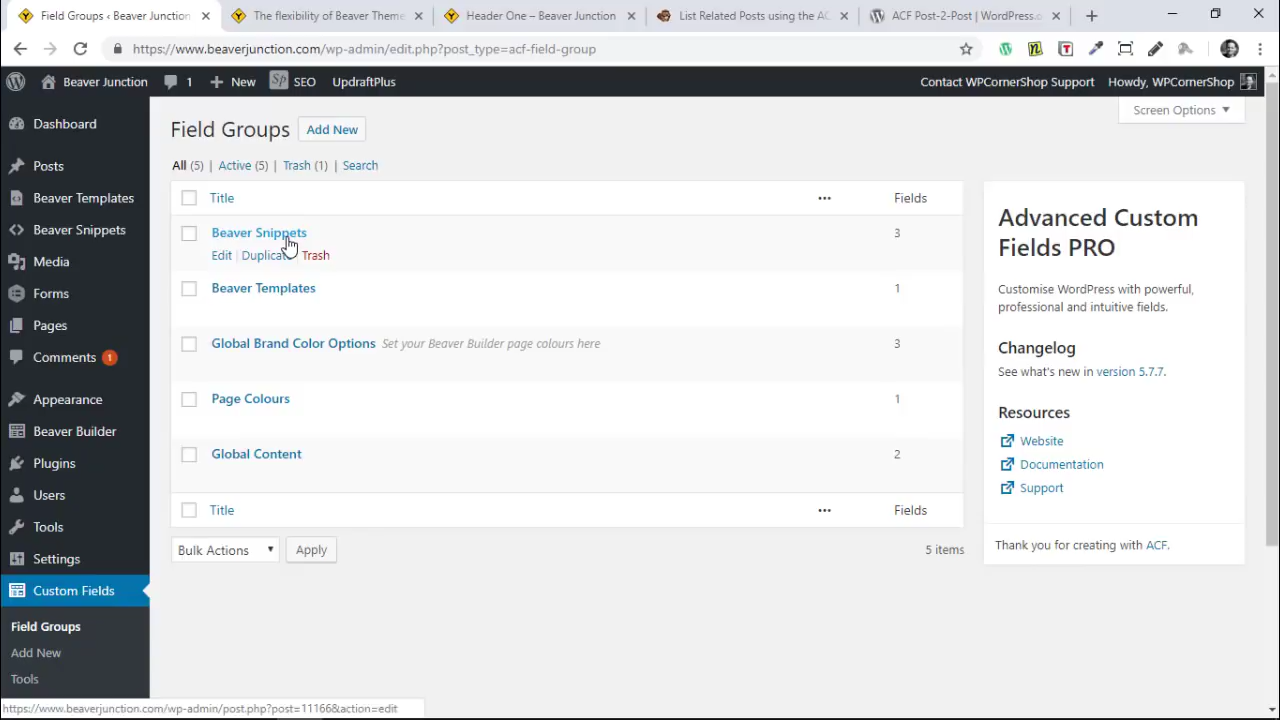 Field Groups ‹ Beaver Junction
The flexibility of Beaver Theme
Header One – Beaver Junction
List Related Posts using the AC
ACF Post-2-Post | WordPress.o
https://www.beaverjunction.com/wp-admin/edit.php?post_type=acf-field-group
Beaver Junction 1 New SEO UpdraftPlus Contact WPCornerShop Support Howdy, WPCornerShop
Screen Options
Dashboard
Posts
Beaver Templates
Beaver Snippets
Media
Forms
Pages
Comments 1
Appearance
Beaver Builder
Plugins
Users
Tools
Settings
Custom Fields
Field Groups
Add New
Tools
Field Groups Add New
All (5) | Active (5) | Trash (1) | Search
Title ••• Fields
Beaver Snippets 3
Edit | Duplicat Trash
Beaver Templates 1
Global Brand Color Options Set your Beaver Builder page colours here 3
Page Colours 1
Global Content 2
Title ••• Fields
Bulk Actions Apply 5 items
Advanced Custom
Fields PRO
Customise WordPress with powerful,
professional and intuitive fields.
Changelog
See what's new in version 5.7.7.
Resources
Website
Documentation
Support
Thank you for creating with ACF.
https://www.beaverjunction.com/wp-admin/post.php?post=11166&action=edit